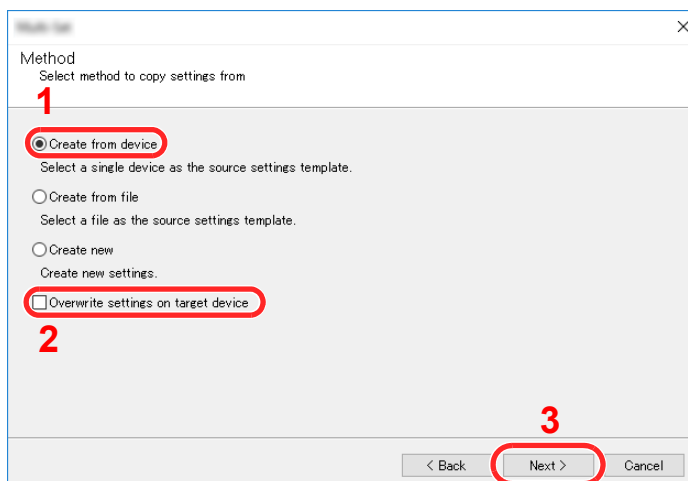 Method
Select method to copy settings from
1
Create from device
Select a single device as the source settings template.
Create from file
Select a file as the source settings template.
Create new
Create new settings.
Overwrite settings on target device
2
3
< Back
Next >
Cancel